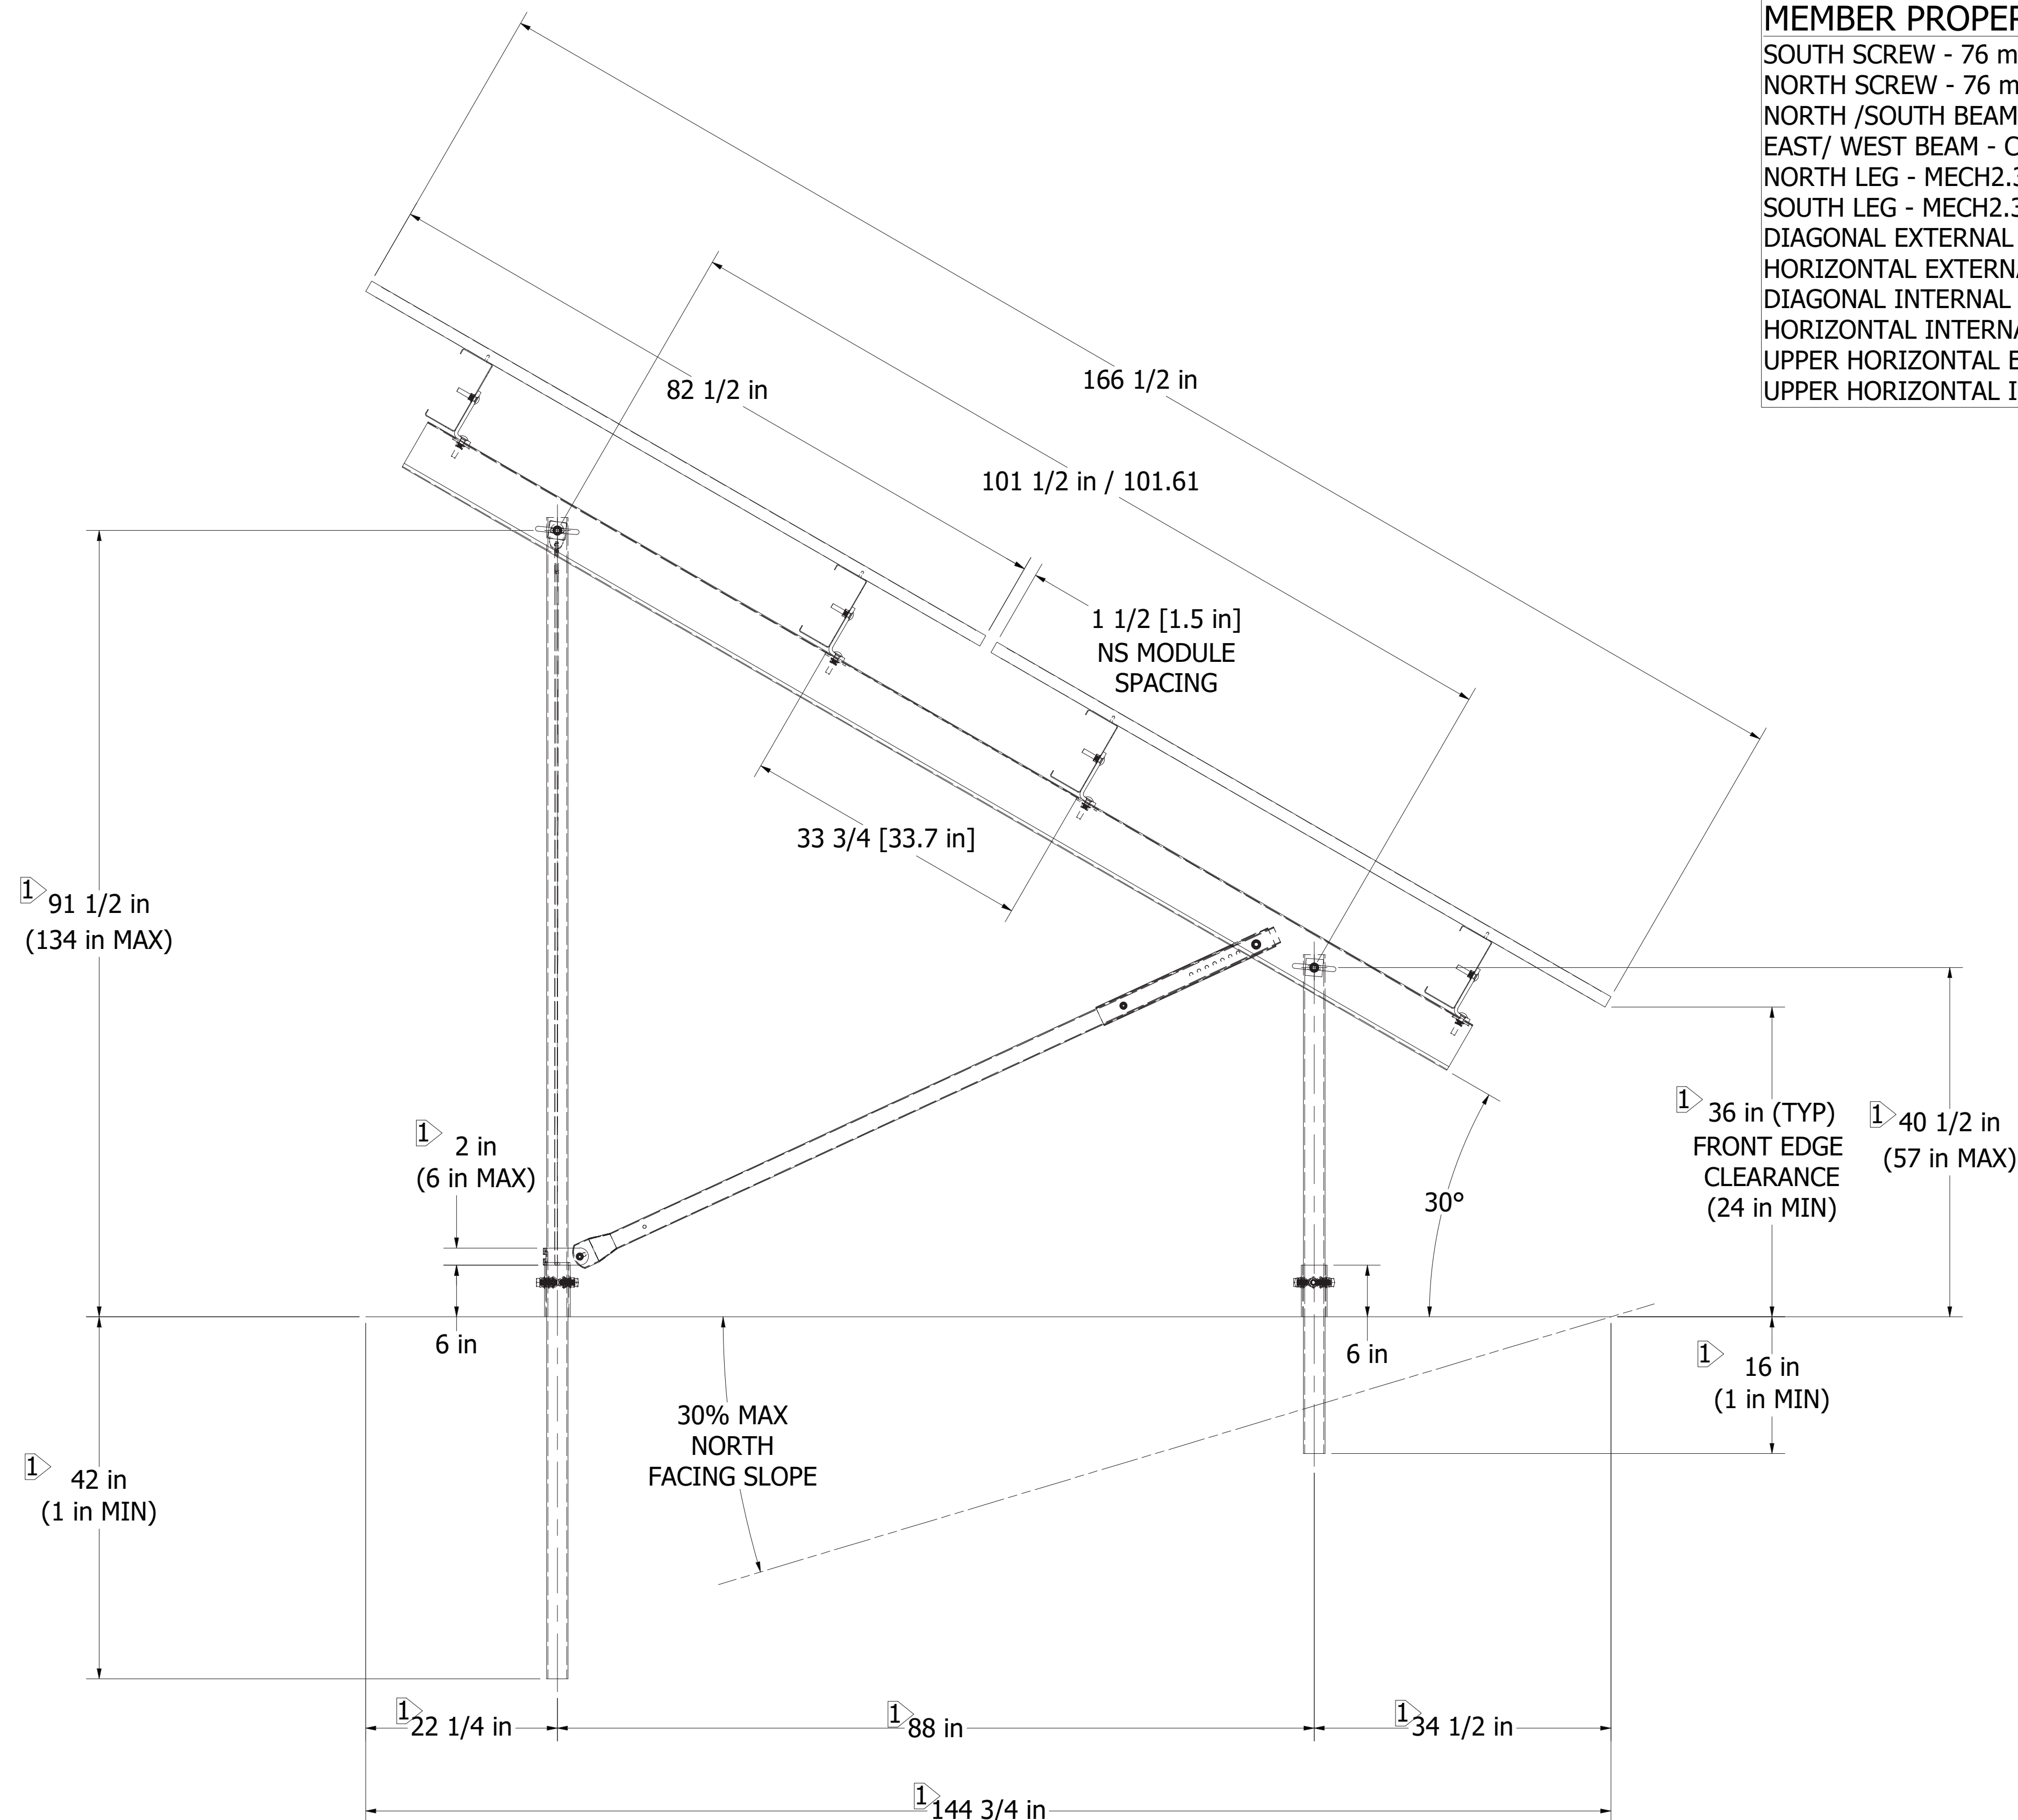 MEMBER PROPER
SOUTH SCREW - 76 m
NORTH SCREW - 76 m
NORTH /SOUTH BEAM
EAST/ WEST BEAM - C
NORTH LEG - MECH2.3
SOUTH LEG - MECH2.3
DIAGONAL EXTERNAL
HORIZONTAL EXTERNA
DIAGONAL INTERNAL
HORIZONTAL INTERNA
UPPER HORIZONTAL E
UPPER HORIZONTAL I
166 1/2 in
82 1/2 in
101 1/2 in / 101.61
1 1/2 [1.5 in]
NS MODULE
SPACING
33 3/4 [33.7 in]
1
91 1/2 in
(134 in MAX)
1
2 in
(6 in MAX)
6 in
30°
1
36 in (TYP)
FRONT EDGE
CLEARANCE
(24 in MIN)
1
40 1/2 in
(57 in MAX)
6 in
1
16 in
(1 in MIN)
30% MAX
NORTH
FACING SLOPE
1
42 in
(1 in MIN)
1
22 1/4 in
1
88 in
1
34 1/2 in
1
144 3/4 in